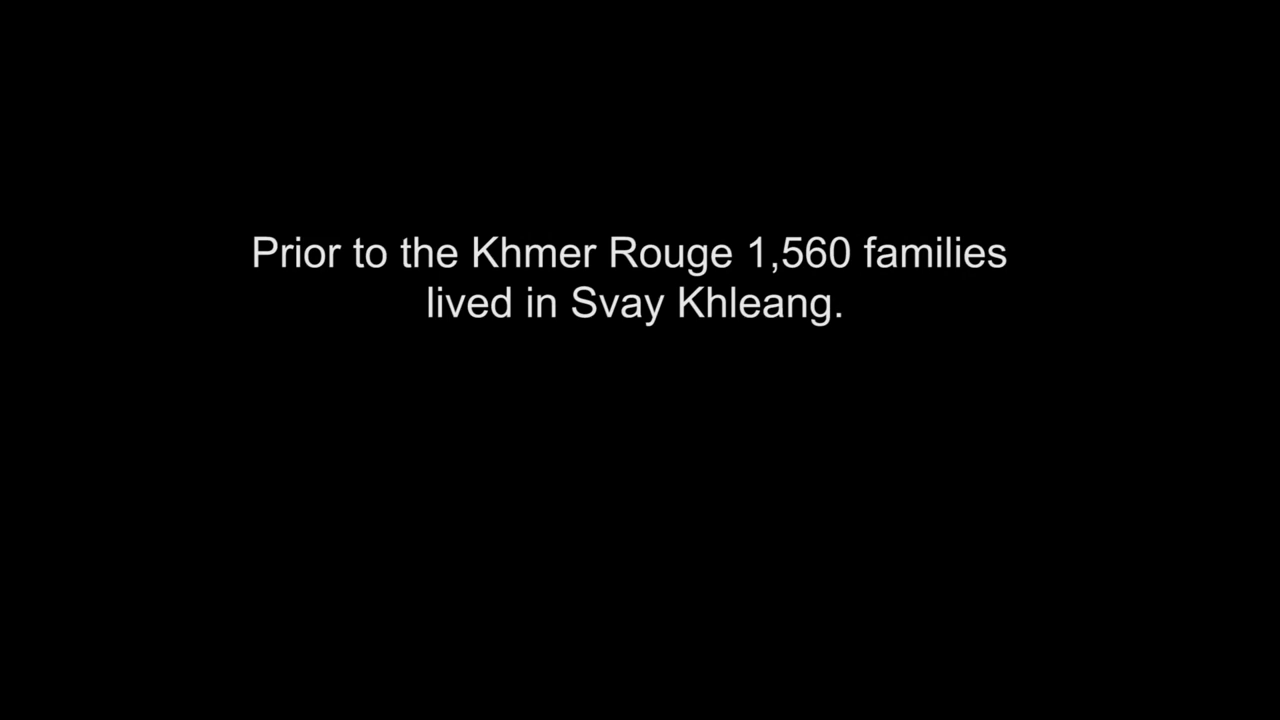 Prior to the Khmer Rouge 1,560 families
lived in Svay Khleang.